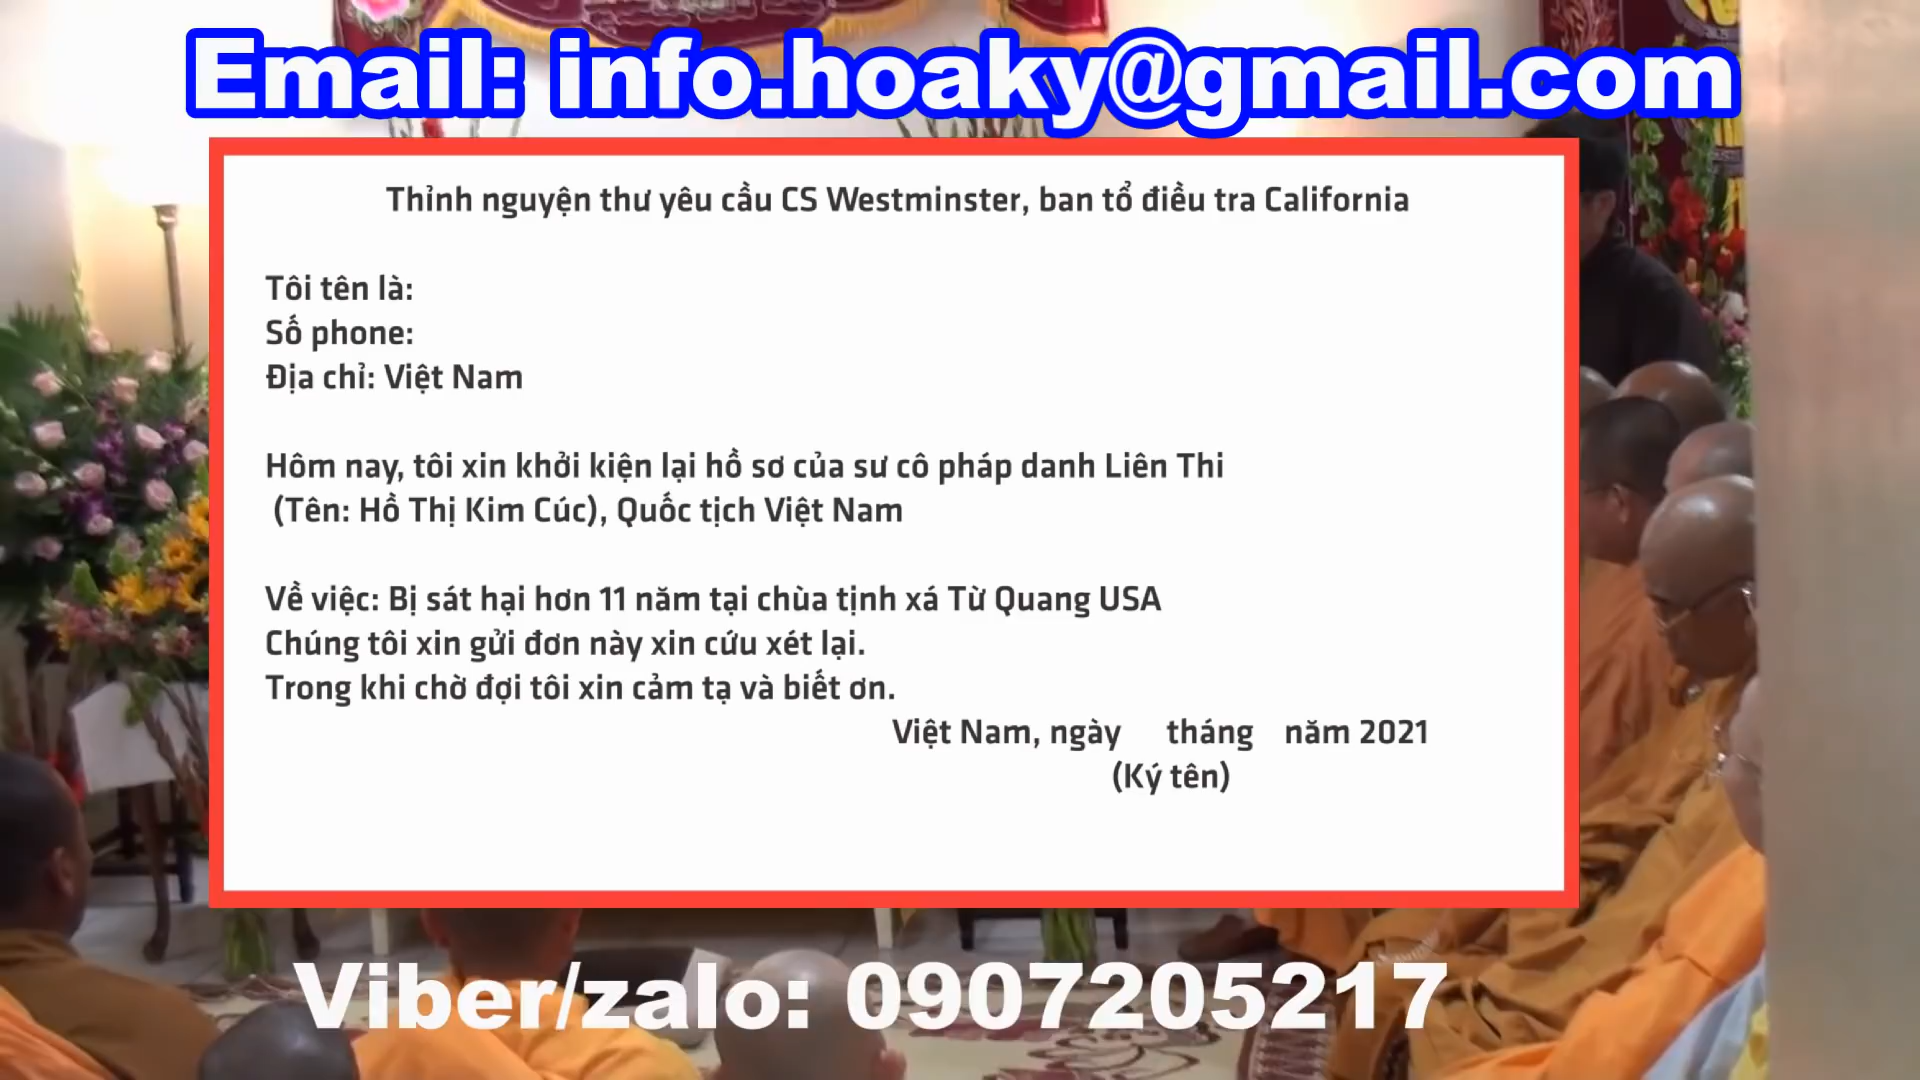 Email: info.hoaky@gmail.com
Thỉnh nguyện thư yêu cầu CS Westminster, ban tổ điều tra California
Tôi tên là:
Số phone:
Địa chỉ: Việt Nam
Hôm nay, tôi xin khởi kiện lại hồ sơ của sư cô pháp danh Liên Thi
(Tên: Hồ Thị Kim Cúc), Quốc tịch Việt Nam
Về việc: Bị sát hại hơn 11 năm tại chùa tịnh xá Từ Quang USA
Chúng tôi xin gửi đơn này xin cứu xét lại.
Trong khi chờ đợi tôi xin cảm tạ và biết ơn.
Việt Nam, ngày tháng năm 2021
(Ký tên)
Viber/zalo: 0907205217